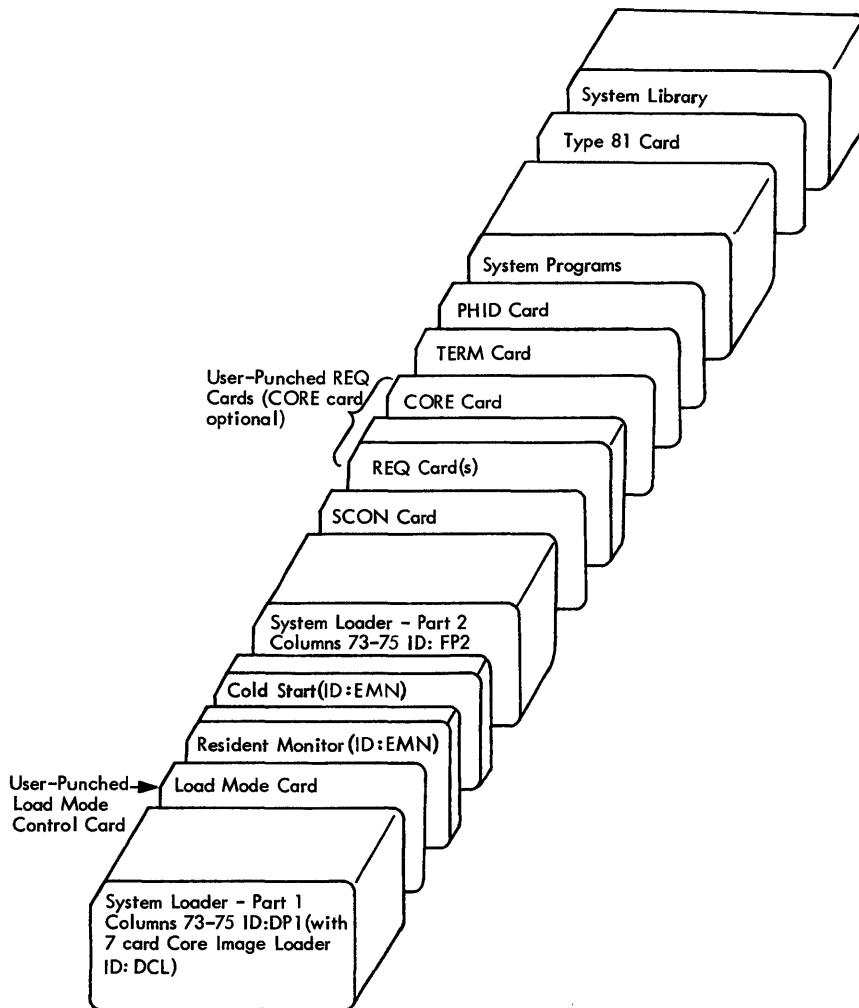 System Library
Type 81 Card
System Programs
PHID Card
TERM Card
User-Punched REQ
Cards (CORE card
optional)
CORE Card
REQ Card(s)
SCON Card
System Loader - Part 2
Columns 73-75 ID: FP2
Cold Start(ID:EMN)
Resident Monitor (ID:EMN)
User-Punched
Load Mode
Control Card
Load Mode Card
System Loader - Part 1
Columns 73-75 ID:DP1(with
7 card Core Image Loader
ID: DCL)